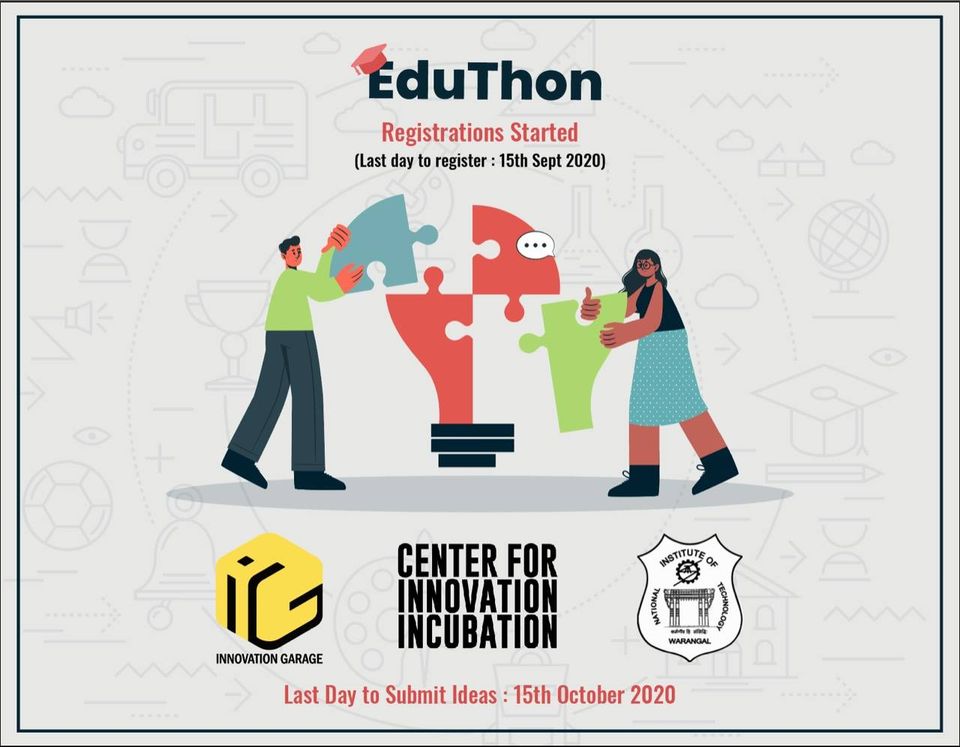 EduThon
Registrations Started
(Last day to register : 15th Sept 2020)
iG
INNOVATION GARAGE
CENTER FOR
INNOVATION
INCUBATION
NATIONAL INSTITUTE OF TECHNOLOGY
WARANGAL
Last Day to Submit Ideas : 15th October 2020